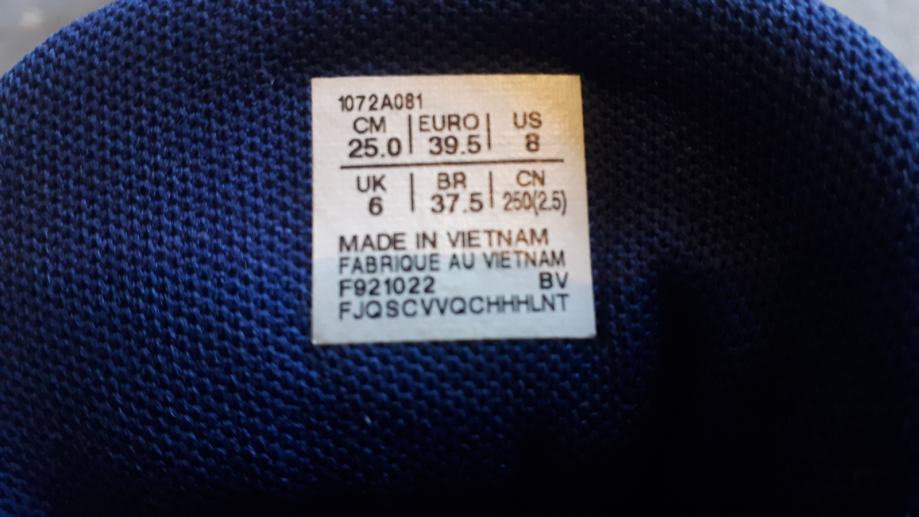 1072A081
CM | EURO | US
25.0 | 39.5 | 8
UK | BR | CN
6 | 37.5 | 250(2.5)
MADE IN VIETNAM
FABRIQUE AU VIETNAM
F921022 BV
FJQSCVVQCHHHLNT